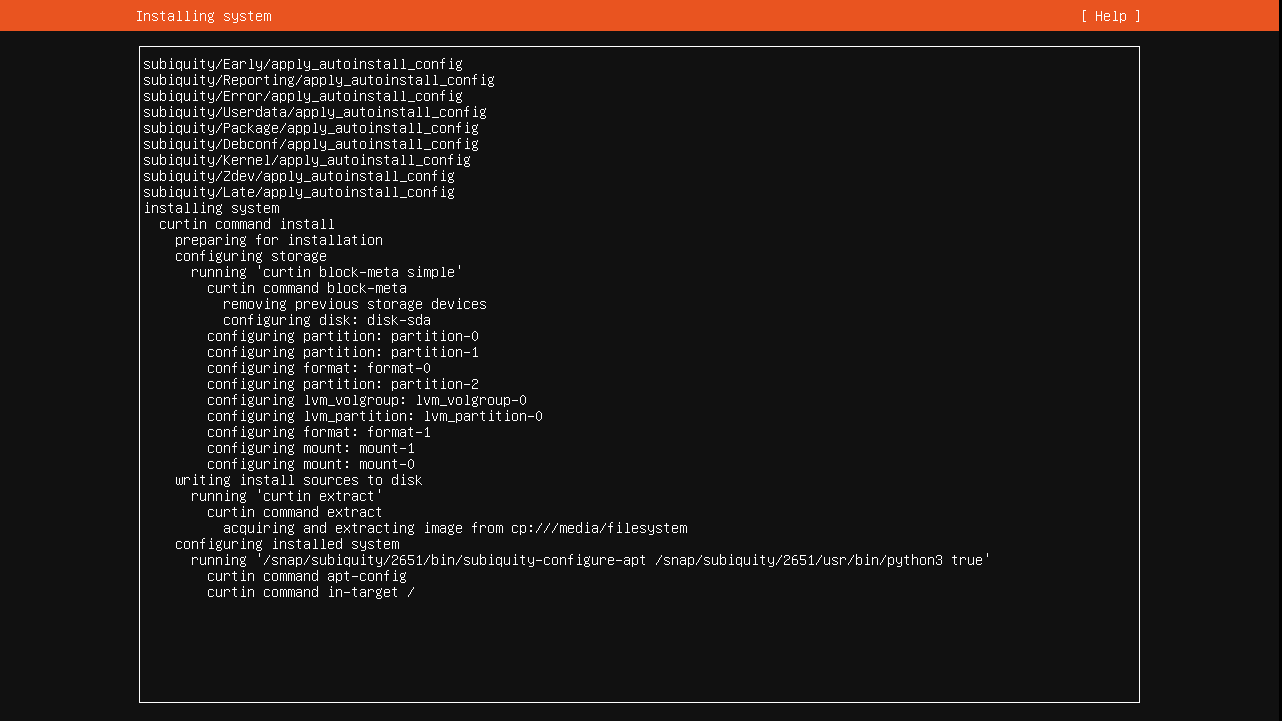 Installing system
[ Help ]
subiquity/Early/apply_autoinstall_config
subiquity/Reporting/apply_autoinstall_config
subiquity/Error/apply_autoinstall_config
subiquity/Userdata/apply_autoinstall_config
subiquity/Package/apply_autoinstall_config
subiquity/Debconf/apply_autoinstall_config
subiquity/Kernel/apply_autoinstall_config
subiquity/Zdev/apply_autoinstall_config
subiquity/Late/apply_autoinstall_config
installing system
  curtin command install
    preparing for installation
    configuring storage
      running 'curtin block-meta simple'
        curtin command block-meta
          removing previous storage devices
          configuring disk: disk-sda
        configuring partition: partition-0
        configuring partition: partition-1
        configuring format: format-0
        configuring partition: partition-2
        configuring lvm_volgroup: lvm_volgroup-0
        configuring lvm_partition: lvm_partition-0
        configuring format: format-1
        configuring mount: mount-1
        configuring mount: mount-0
    writing install sources to disk
      running 'curtin extract'
        curtin command extract
          acquiring and extracting image from cp:///media/filesystem
    configuring installed system
      running '/snap/subiquity/2651/bin/subiquity-configure-apt /snap/subiquity/2651/usr/bin/python3 true'
        curtin command apt-config
        curtin command in-target /